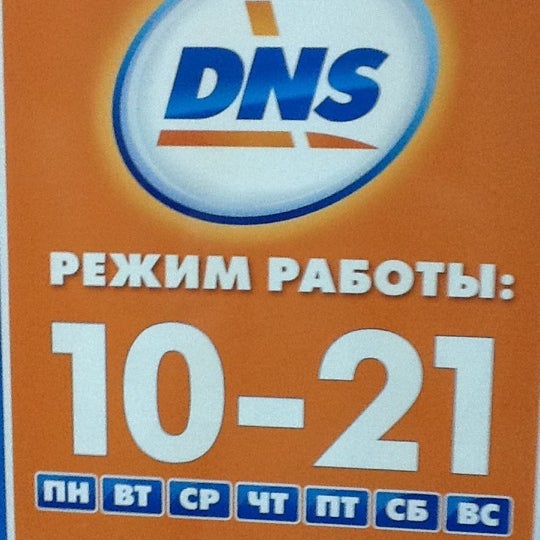 DNS
РЕЖИМ РАБОТЫ:
10-21
ПН ВТ СР ЧТ ПТ СБ ВС